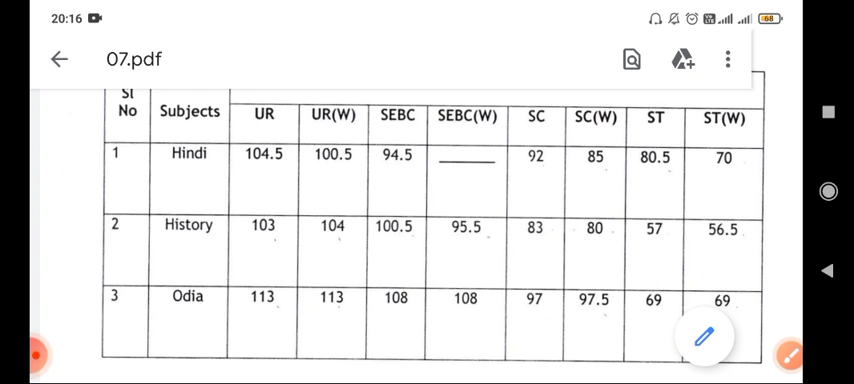 20:16 68
07.pdf
Sl No Subjects UR UR(W) SEBC SEBC(W) SC SC(W) ST ST(W)
1 Hindi 104.5 100.5 94.5 ______ 92 85 80.5 70
2 History 103 104 100.5 95.5 83 80 57 56.5
3 Odia 113 113 108 108 97 97.5 69 69